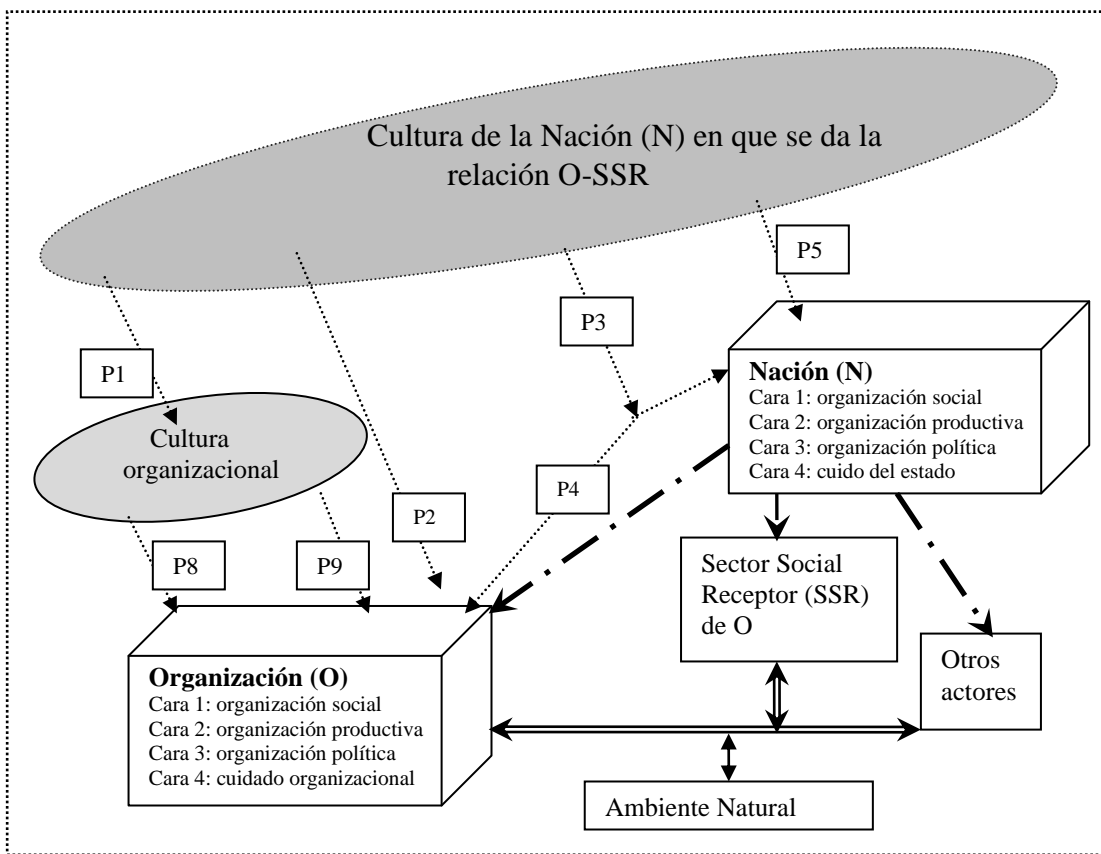 Cultura de la Nación (N) en que se da la
relación O-SSR
P5
P3
P1
Nación (N)
Cara 1: organización social
Cara 2: organización productiva
Cara 3: organización política
Cara 4: cuido del estado
Cultura
organizacional
P4
P2
P8
P9
Sector Social
Receptor (SSR)
de O
Otros
actores
Organización (O)
Cara 1: organización social
Cara 2: organización productiva
Cara 3: organización política
Cara 4: cuidado organizacional
Ambiente Natural